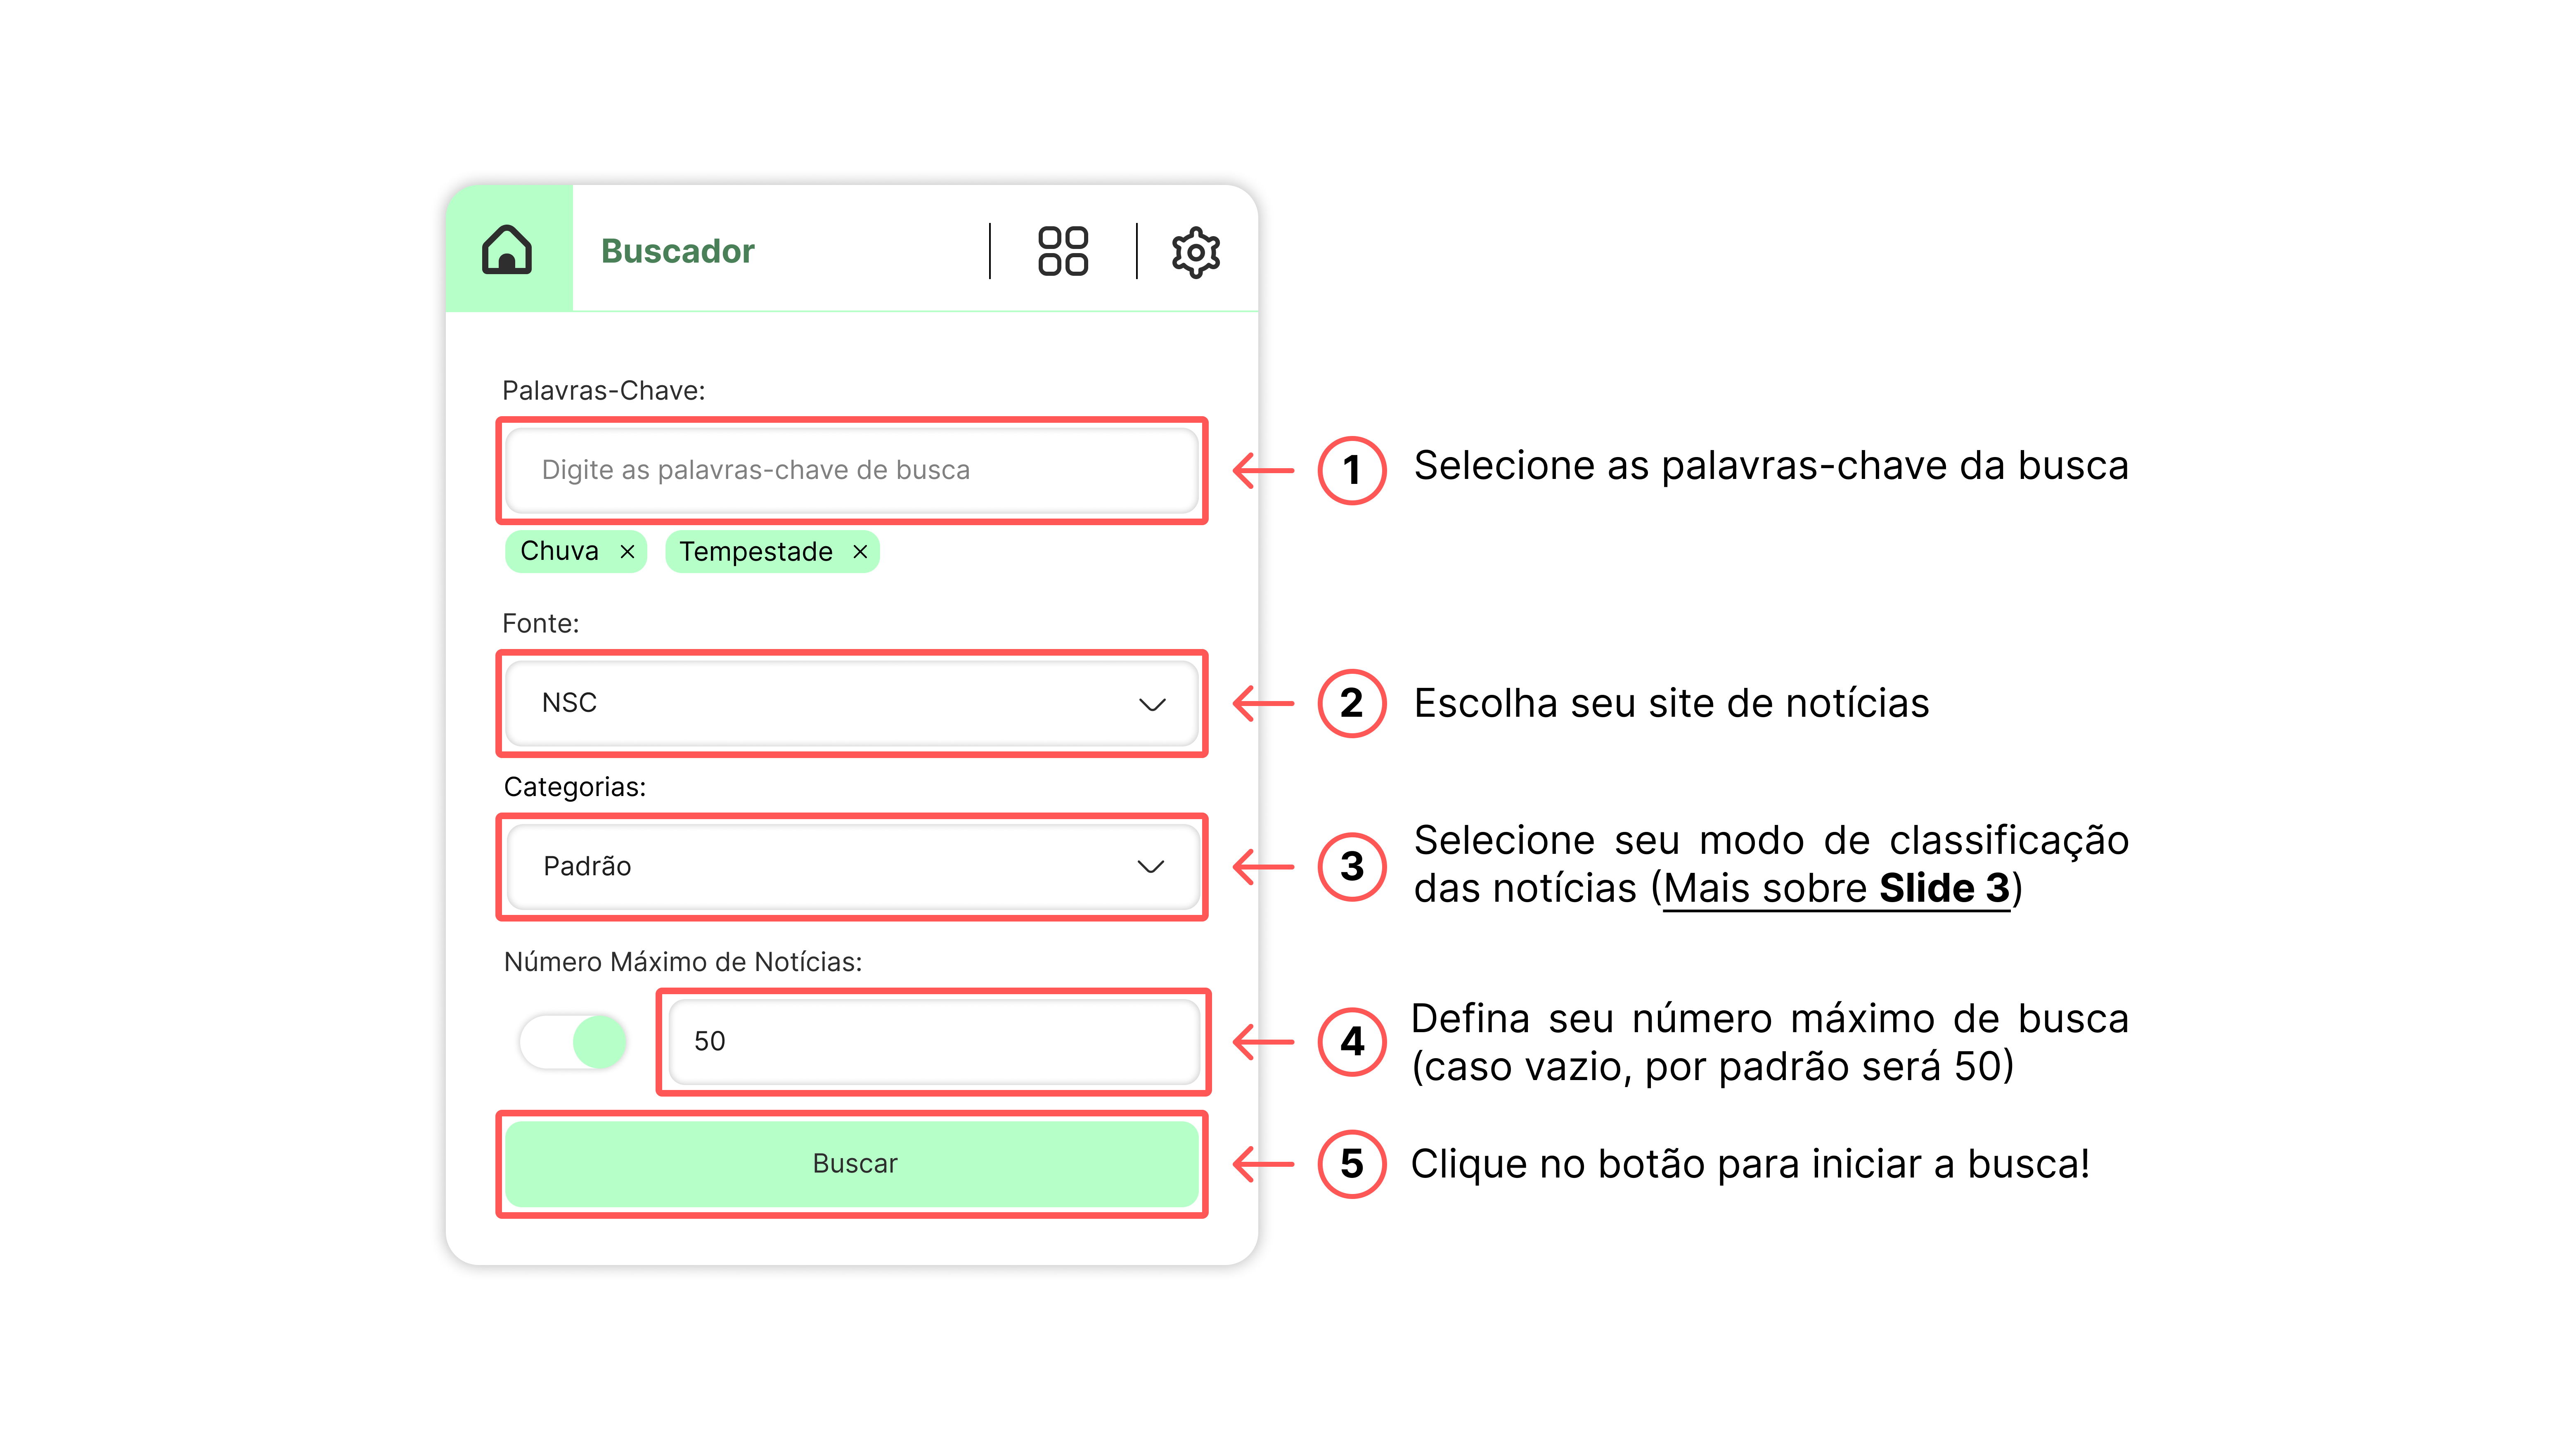 Buscador
Palavras-Chave:
Digite as palavras-chave de busca
1 Selecione as palavras-chave da busca
Chuva × Tempestade ×
Fonte:
NSC
2 Escolha seu site de notícias
Categorias:
Padrão
3 Selecione seu modo de classificação
das notícias (Mais sobre Slide 3)
Número Máximo de Notícias:
50
4 Defina seu número máximo de busca
(caso vazio, por padrão será 50)
Buscar
5 Clique no botão para iniciar a busca!